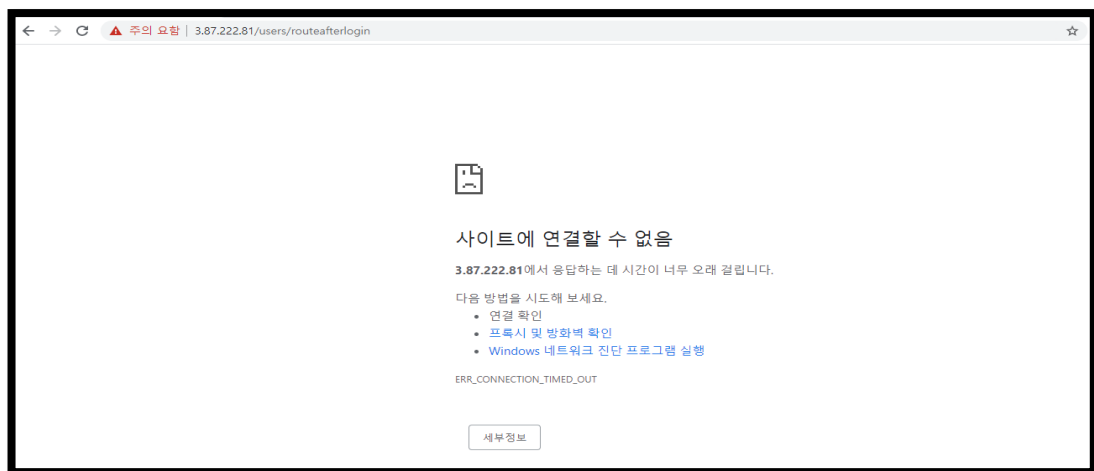 주의 요함 | 3.87.222.81/users/routeafterlogin
사이트에 연결할 수 없음
3.87.222.81에서 응답하는 데 시간이 너무 오래 걸립니다.
다음 방법을 시도해 보세요.
• 연결 확인
• 프록시 및 방화벽 확인
• Windows 네트워크 진단 프로그램 실행
ERR_CONNECTION_TIMED_OUT
세부정보